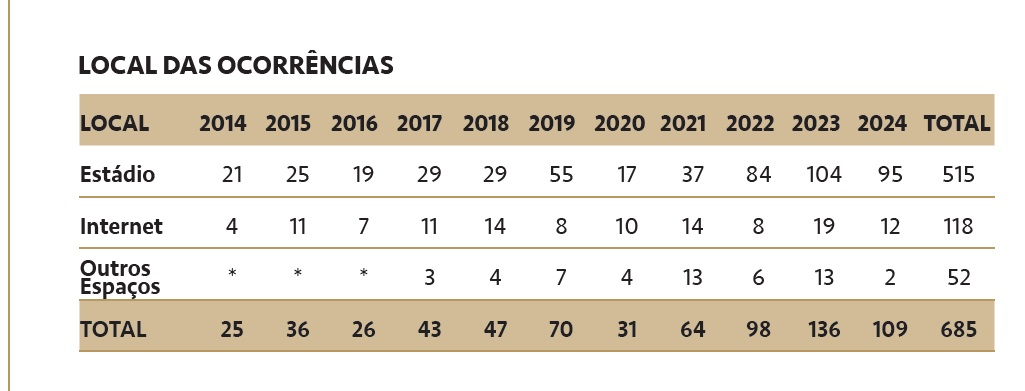 LOCAL DAS OCORRÊNCIAS
LOCAL 2014 2015 2016 2017 2018 2019 2020 2021 2022 2023 2024 TOTAL
Estádio 21 25 19 29 29 55 17 37 84 104 95 515
Internet 4 11 7 11 14 8 10 14 8 19 12 118
Outros
Espaços * * * 3 4 7 4 13 6 13 2 52
TOTAL 25 36 26 43 47 70 31 64 98 136 109 685